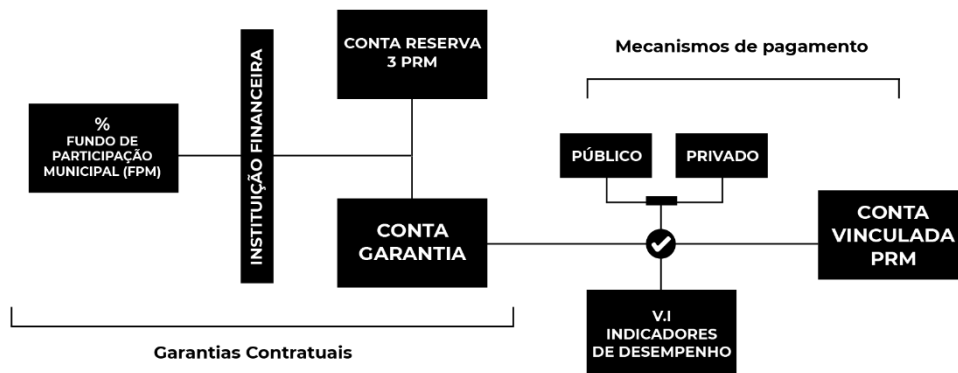 %
FUNDO DE
PARTICIPAÇÃO
MUNICIPAL (FPM)
INSTITUIÇÃO FINANCEIRA
CONTA RESERVA
3 PRM
CONTA
GARANTIA
Garantias Contratuais
Mecanismos de pagamento
PÚBLICO
PRIVADO
V.I
INDICADORES
DE DESEMPENHO
CONTA
VINCULADA
PRM